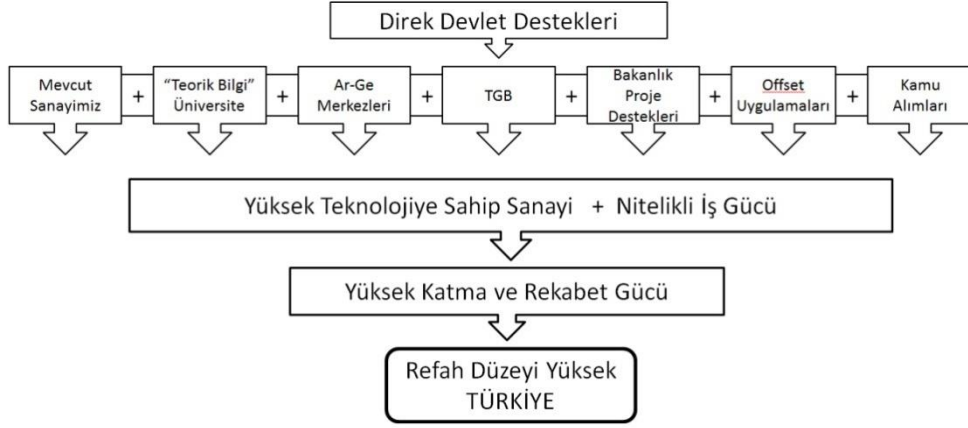 Direk Devlet Destekleri
Mevcut
Sanayimiz
+
“Teorik Bilgi”
Üniversite
+
Ar-Ge
Merkezleri
+
TGB
+
Bakanlık
Proje
Destekleri
+
Offset
Uygulamaları
+
Kamu
Alımları
Yüksek Teknolojiye Sahip Sanayi + Nitelikli İş Gücü
Yüksek Katma ve Rekabet Gücü
Refah Düzeyi Yüksek
TÜRKİYE